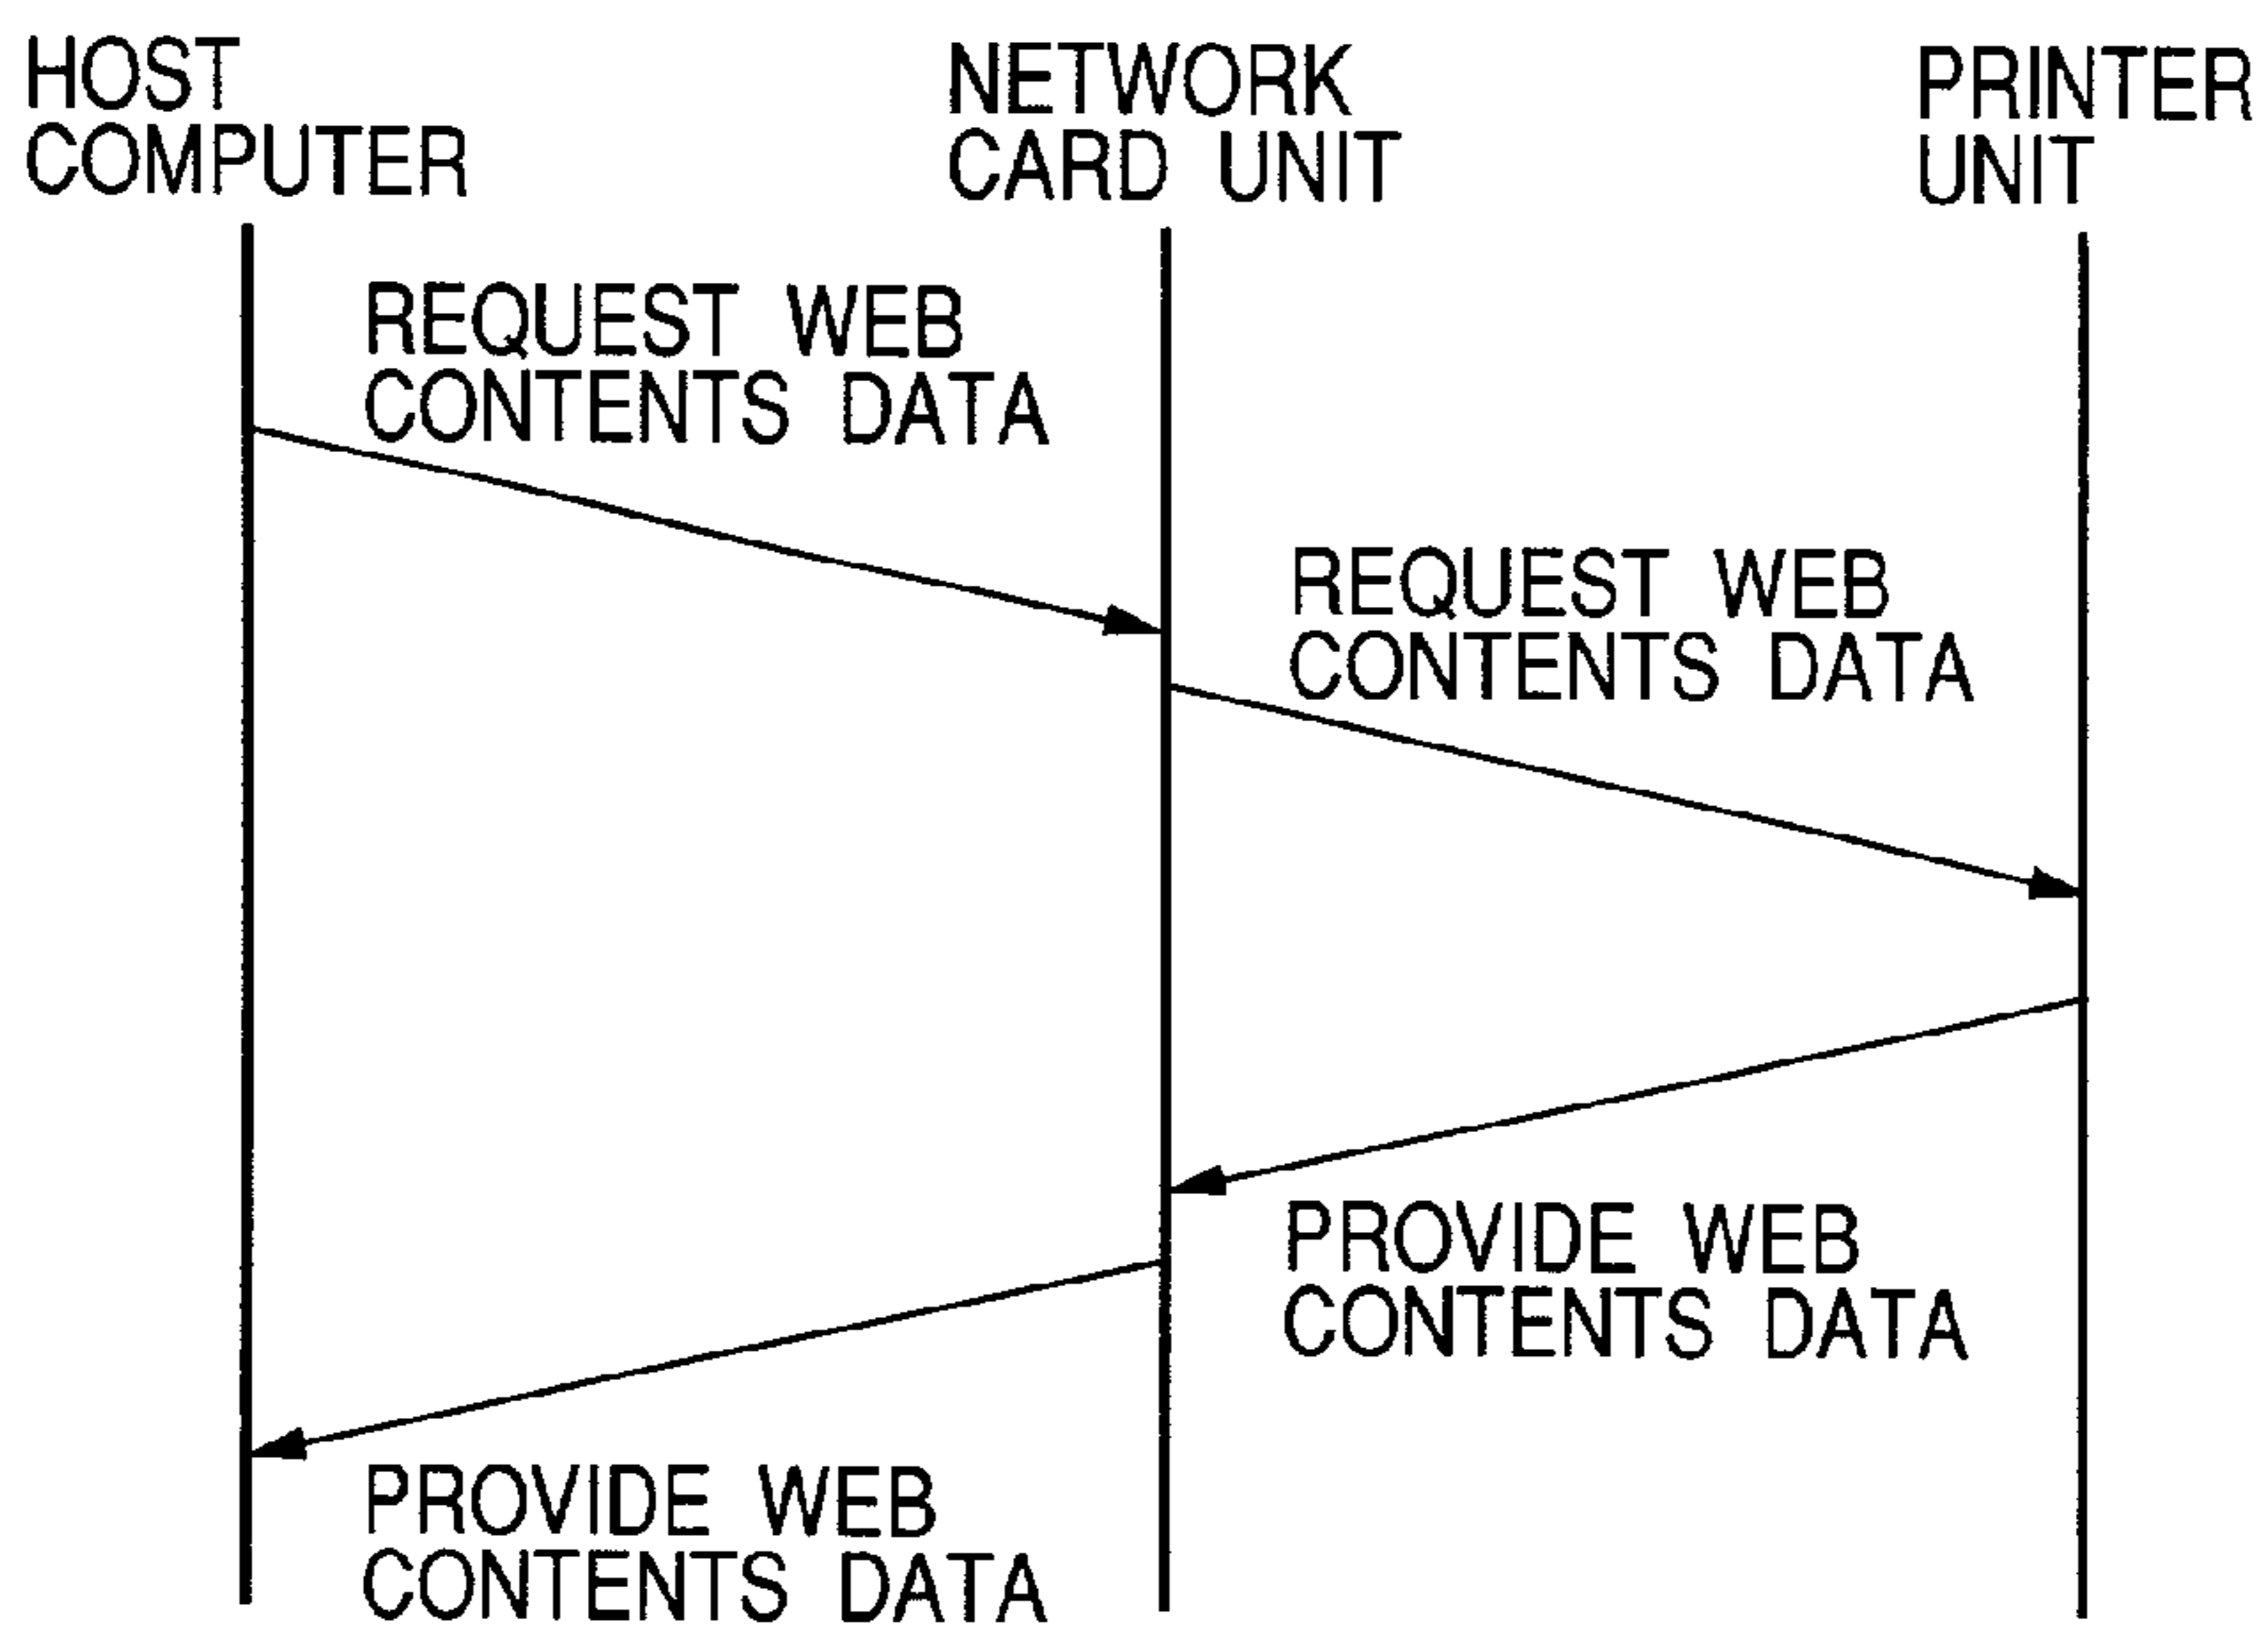 HOST
COMPUTER
NETWORK
CARD UNIT
PRINTER
UNIT
REQUEST WEB
CONTENTS DATA
REQUEST WEB
CONTENTS DATA
PROVIDE WEB
CONTENTS DATA
PROVIDE WEB
CONTENTS DATA